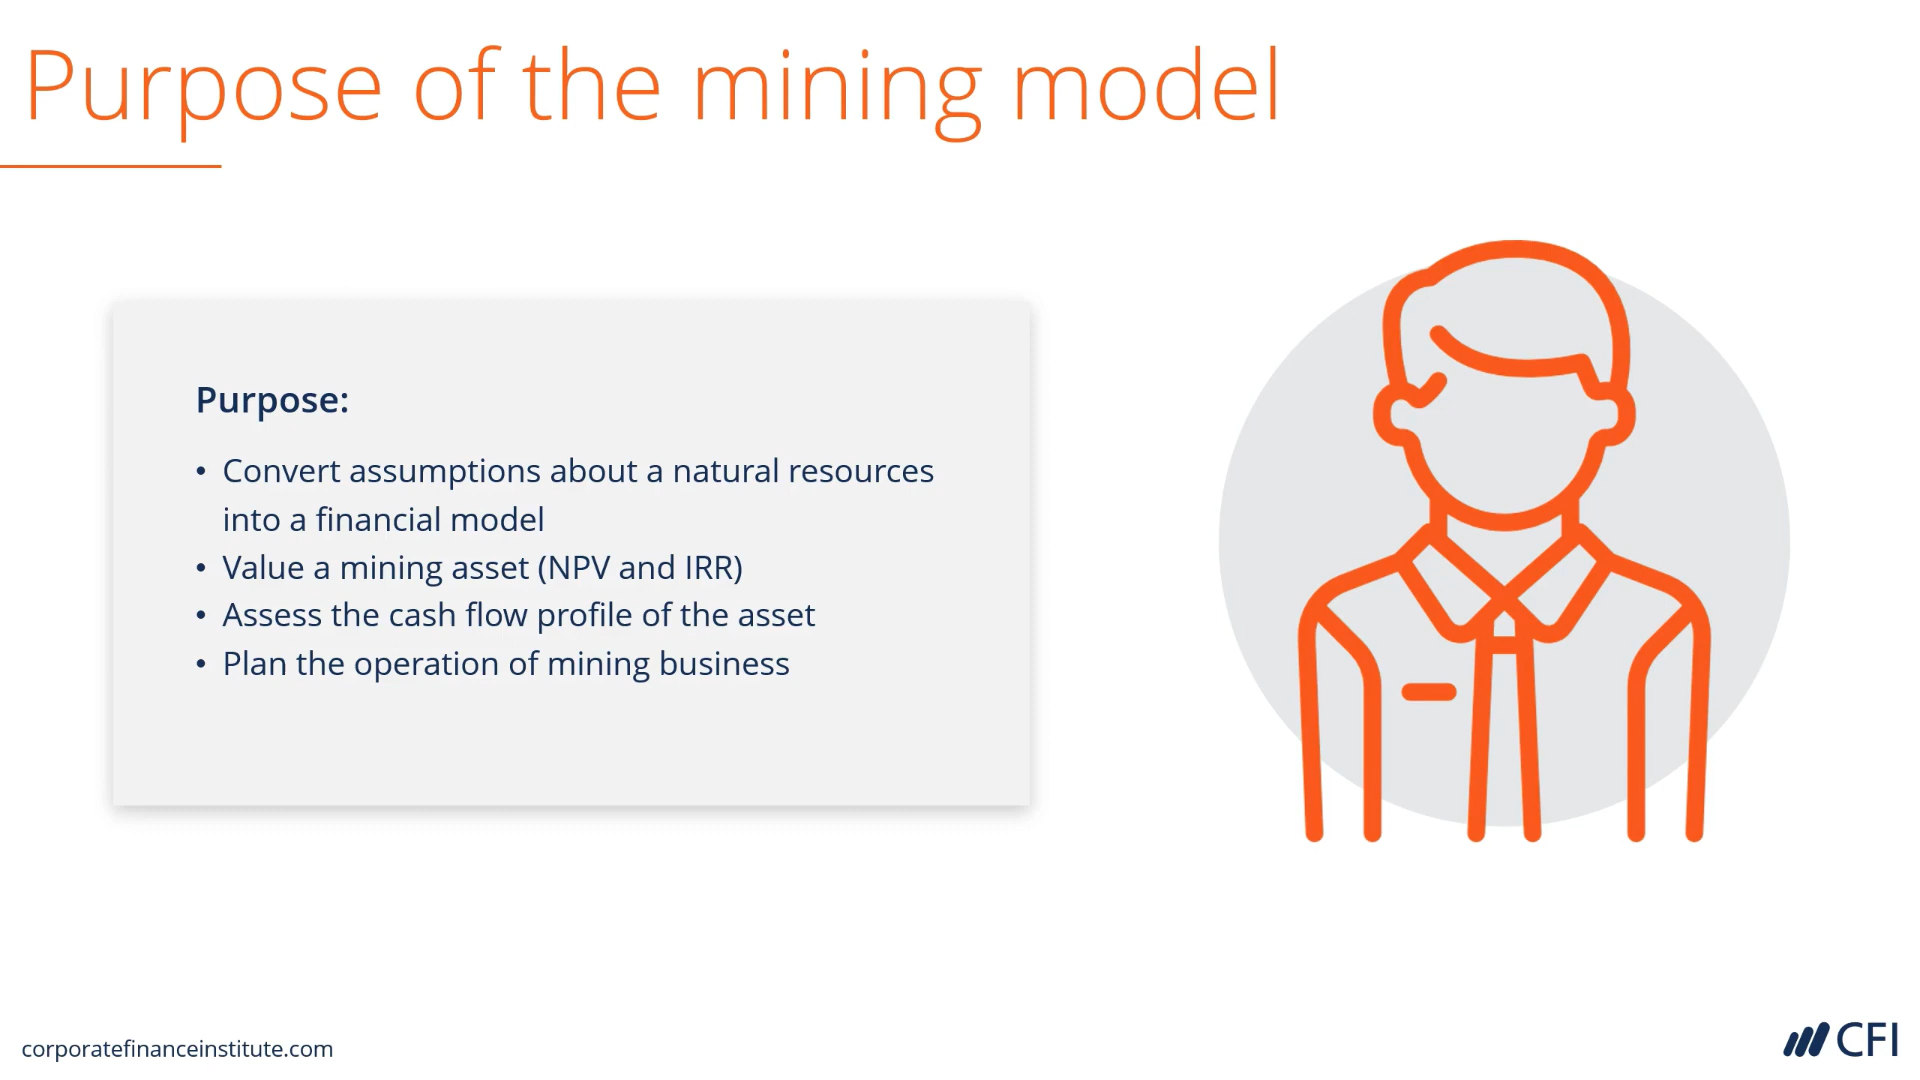 Purpose of the mining model
Purpose:
• Convert assumptions about a natural resources
into a financial model
• Value a mining asset (NPV and IRR)
• Assess the cash flow profile of the asset
• Plan the operation of mining business
corporatefinanceinstitute.com
CFI